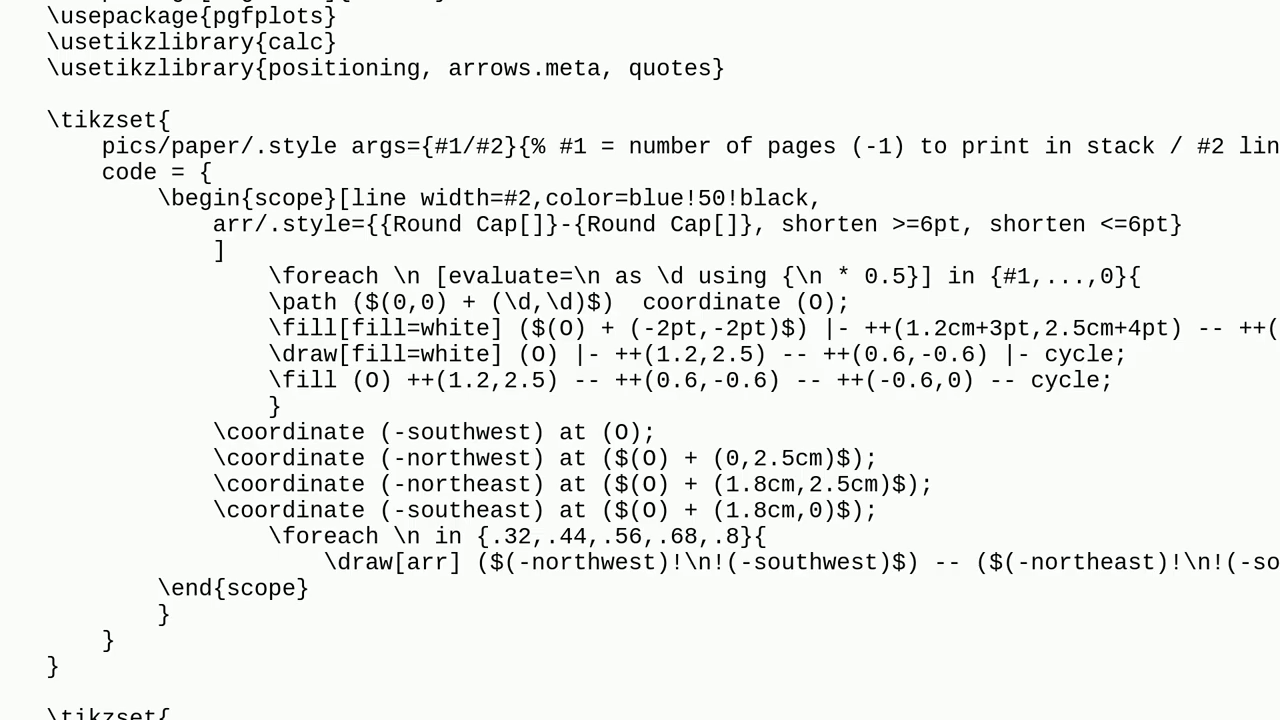 \usepackage{pgfplots}
\usetikzlibrary{calc}
\usetikzlibrary{positioning, arrows.meta, quotes}
\tikzset{
pics/paper/.style args={#1/#2}{% #1 = number of pages (-1) to print in stack / #2 lin
code = {
\begin{scope}[line width=#2,color=blue!50!black,
arr/.style={{Round Cap[]}-{Round Cap[]}, shorten >=6pt, shorten <=6pt}
]
\foreach \n [evaluate=\n as \d using {\n * 0.5}] in {#1,...,0}{
\path ($(0,0) + (\d,\d)$)  coordinate (O);
\fill[fill=white] ($(O) + (-2pt,-2pt)$) |- ++(1.2cm+3pt,2.5cm+4pt) -- ++(
\draw[fill=white] (O) |- ++(1.2,2.5) -- ++(0.6,-0.6) |- cycle;
\fill (O) ++(1.2,2.5) -- ++(0.6,-0.6) -- ++(-0.6,0) -- cycle;
}
\coordinate (-southwest) at (O);
\coordinate (-northwest) at ($(O) + (0,2.5cm)$);
\coordinate (-northeast) at ($(O) + (1.8cm,2.5cm)$);
\coordinate (-southeast) at ($(O) + (1.8cm,0)$);
\foreach \n in {.32,.44,.56,.68,.8}{
\draw[arr] ($(-northwest)!\n!(-southwest)$) -- ($(-northeast)!\n!(-so
\end{scope}
}
}
}
\tikzset{